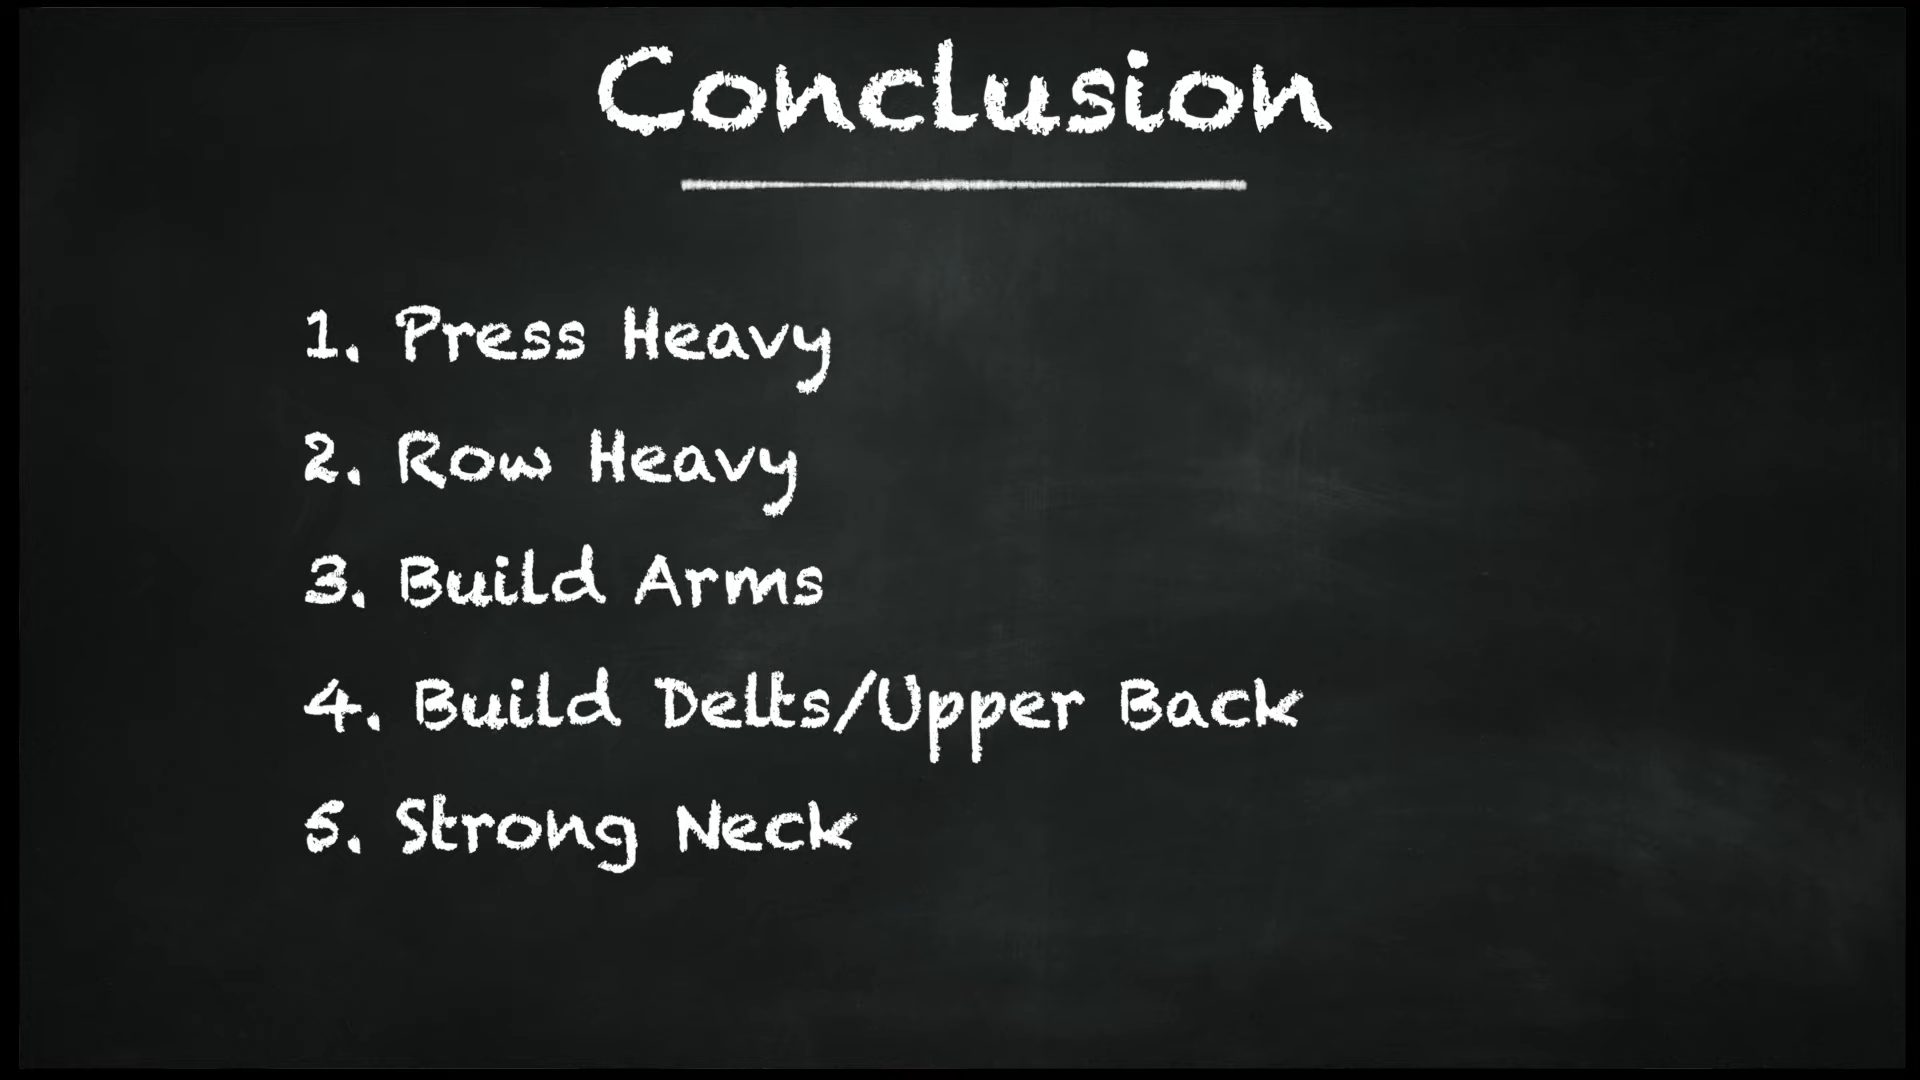 Conclusion
1. Press Heavy
2. Row Heavy
3. Build Arms
4. Build Delts/Upper Back
5. Strong Neck